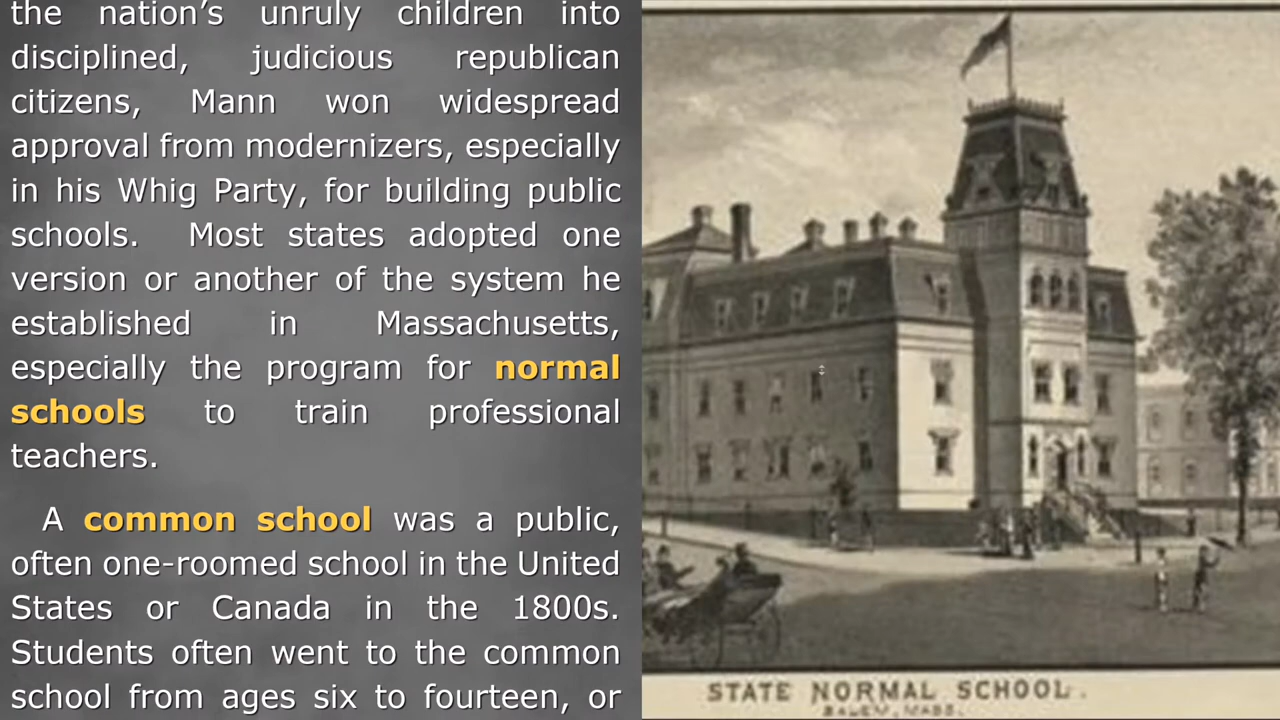 the nation's unruly children into
disciplined, judicious republican
citizens, Mann won widespread
approval from modernizers, especially
in his Whig Party, for building public
schools. Most states adopted one
version or another of the system he
established in Massachusetts,
especially the program for normal
schools to train professional
teachers.
A common school was a public,
often one-roomed school in the United
States or Canada in the 1800s.
Students often went to the common
school from ages six to fourteen, or
STATE NORMAL SCHOOL.
SALEM, MASS.